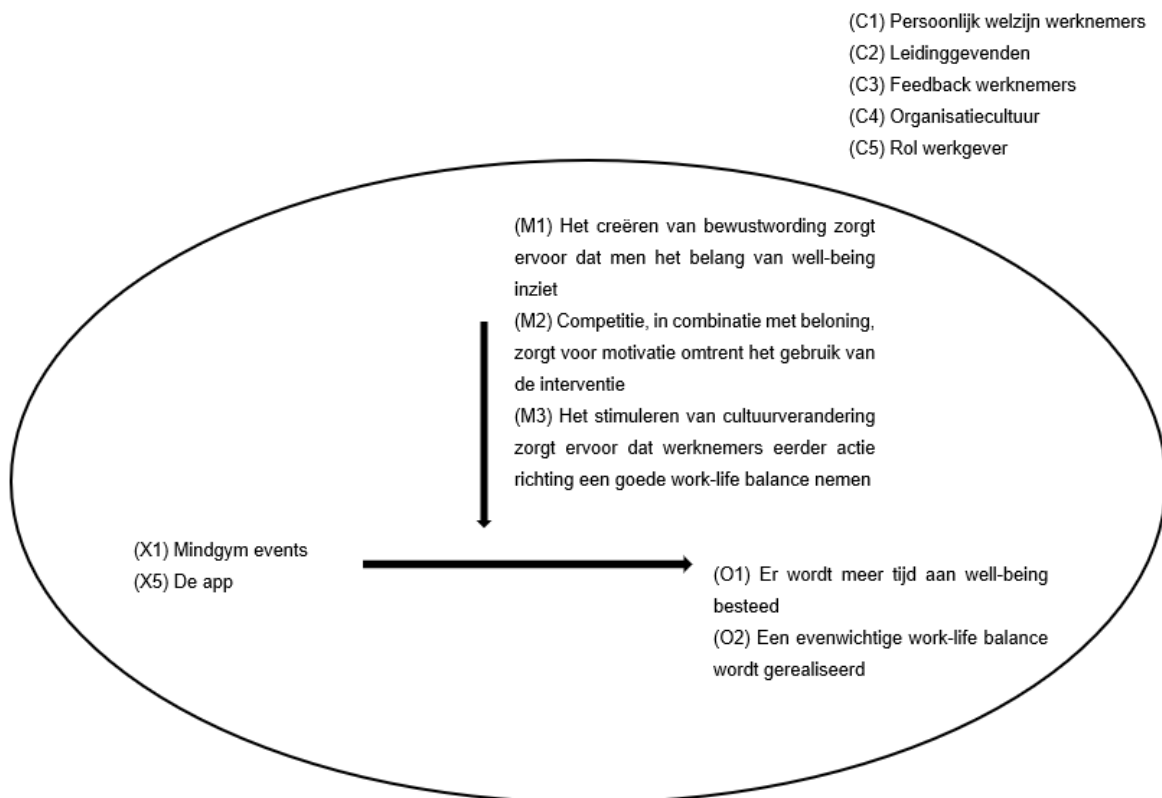 (C1) Persoonlijk welzijn werknemers
(C2) Leidinggevenden
(C3) Feedback werknemers
(C4) Organisatiecultuur
(C5) Rol werkgever
(M1) Het creëren van bewustwording zorgt
ervoor dat men het belang van well-being
inziet
(M2) Competitie, in combinatie met beloning,
zorgt voor motivatie omtrent het gebruik van
de interventie
(M3) Het stimuleren van cultuurverandering
zorgt ervoor dat werknemers eerder actie
richting een goede work-life balance nemen
(X1) Mindgym events
(X5) De app
(O1) Er wordt meer tijd aan well-being
besteed
(O2) Een evenwichtige work-life balance
wordt gerealiseerd